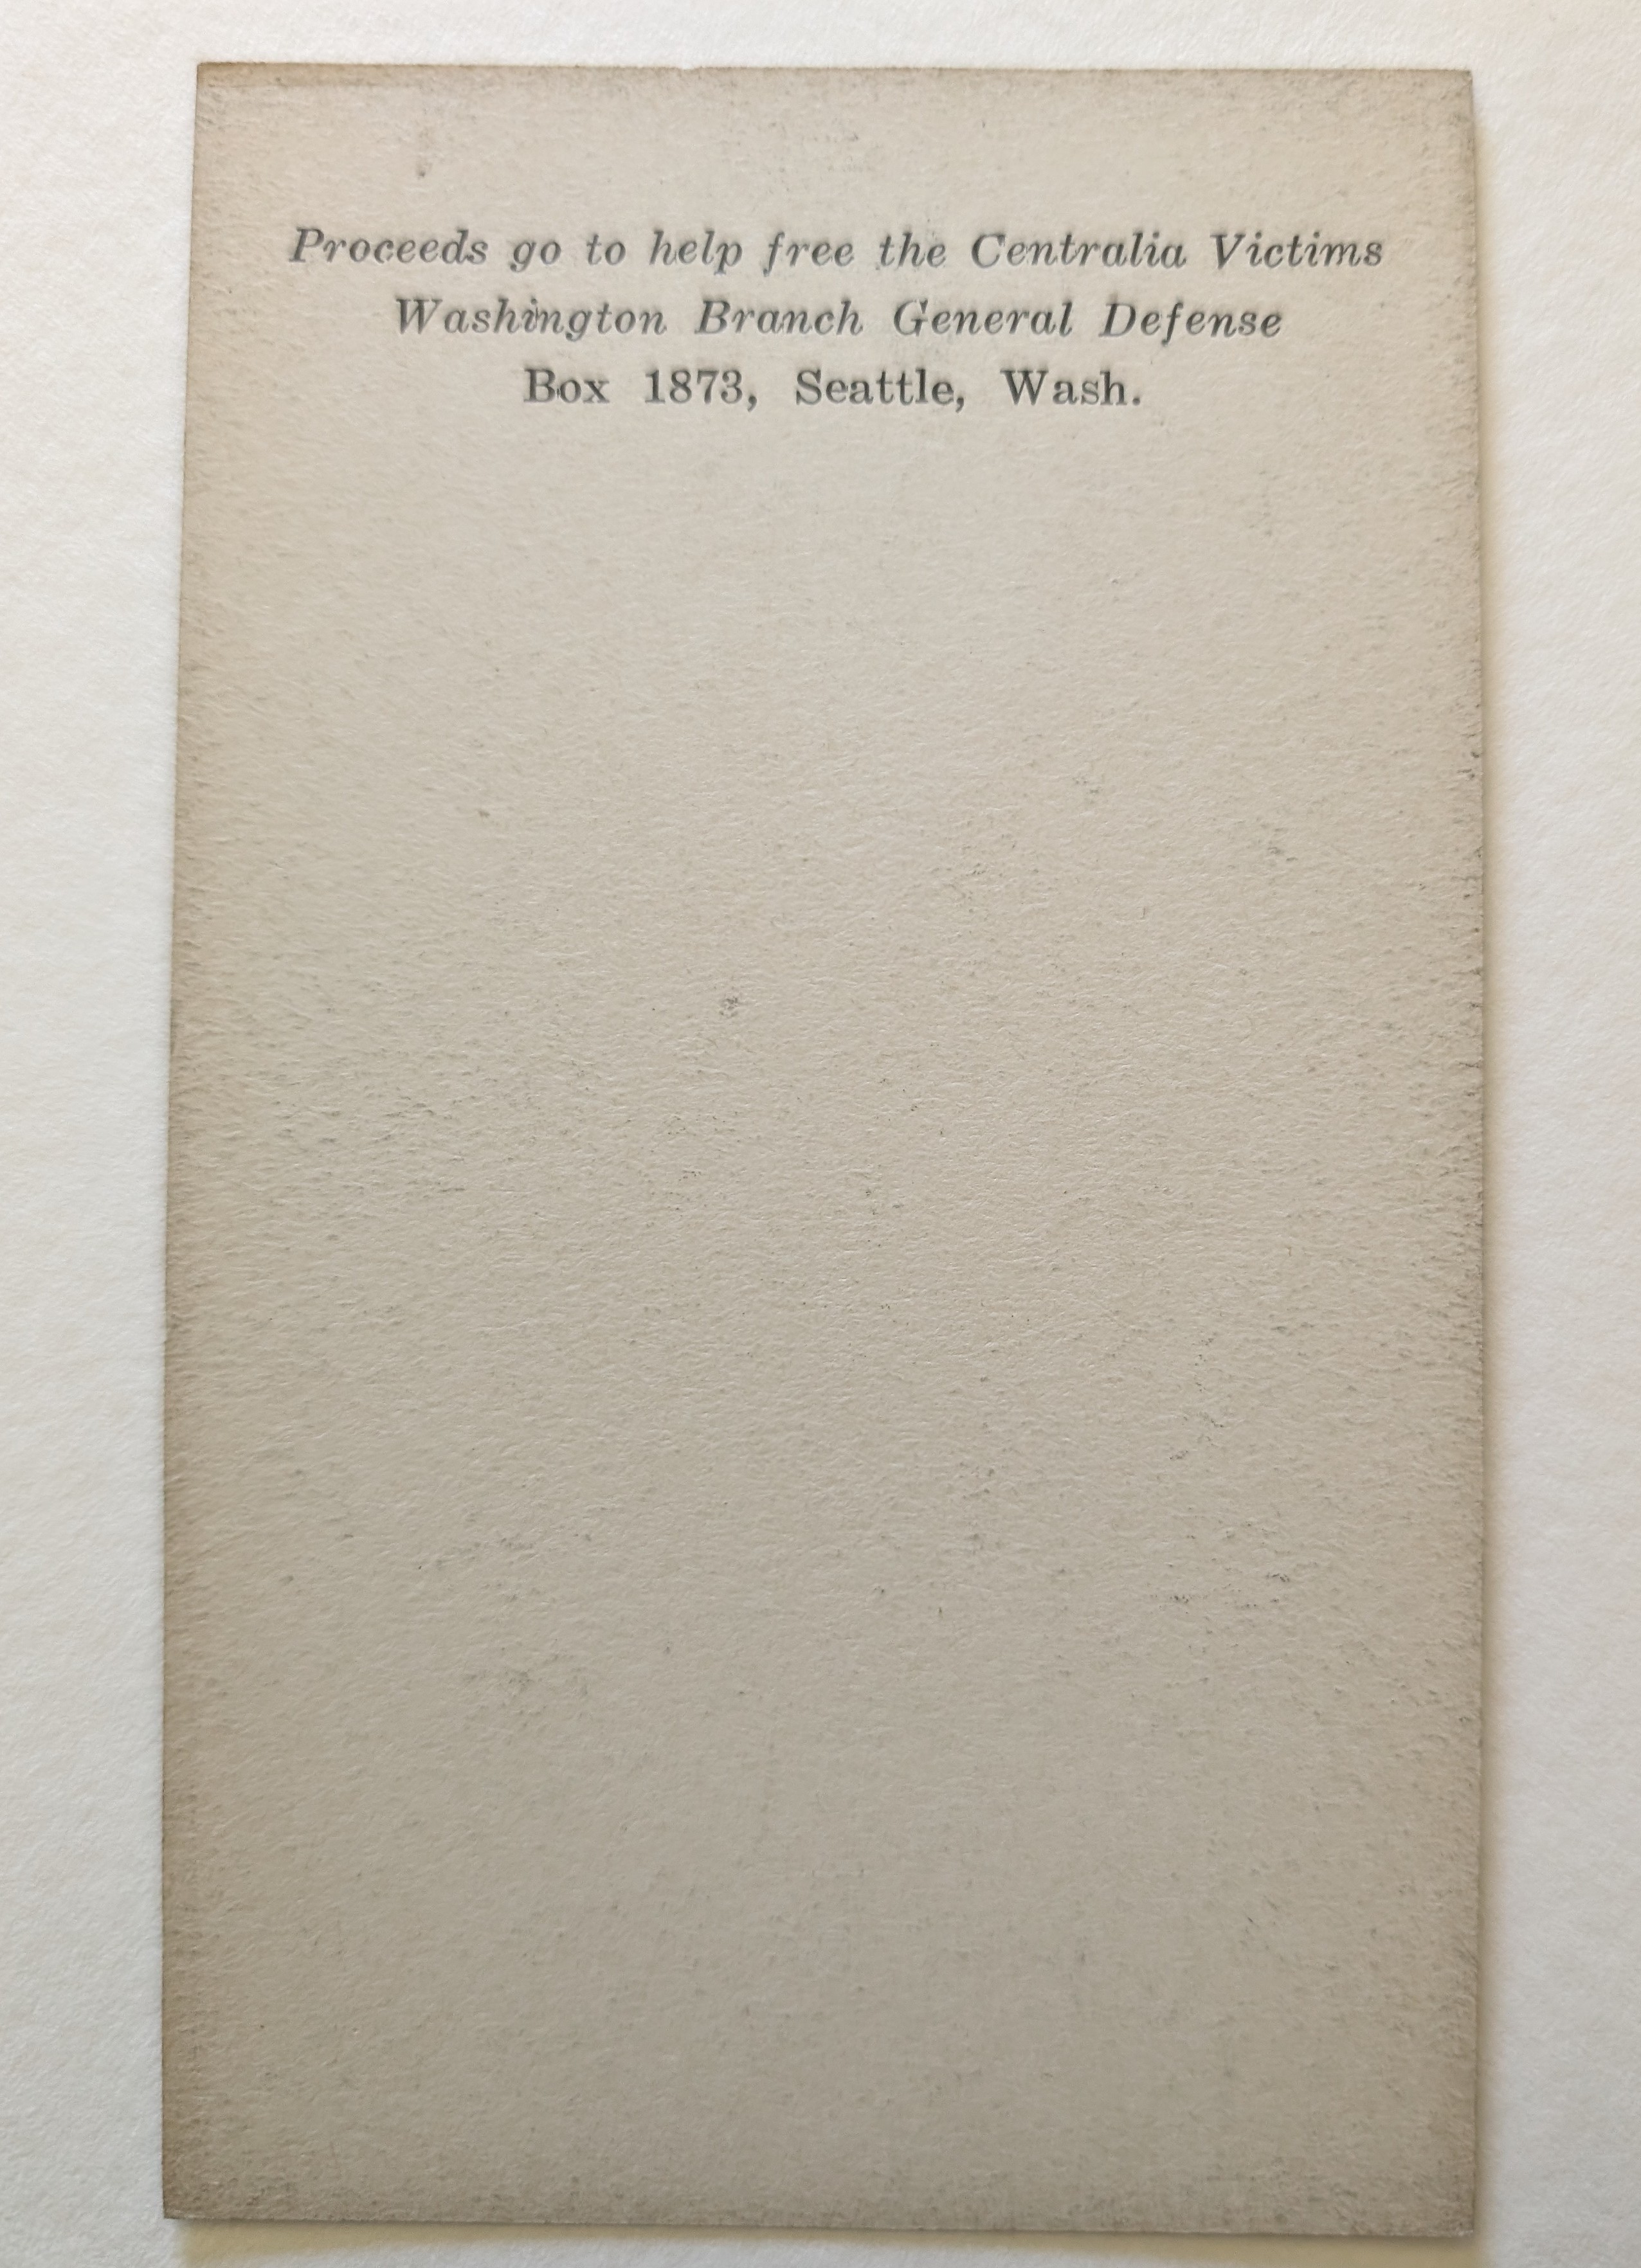 Proceeds go to help free the Centralia Victims
Washington Branch General Defense
Box 1873, Seattle, Wash.